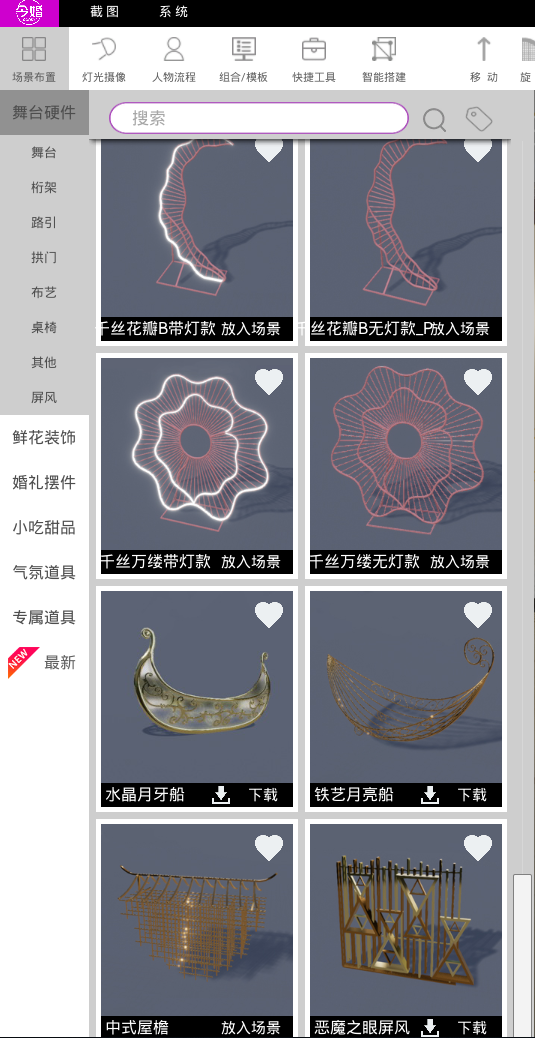 今婚
截图
系统
场景布置
灯光摄像
人物流程
组合/模板
快捷工具
智能搭建
移 动
旋
舞台硬件
搜索
舞台
桁架
路引
拱门
布艺
桌椅
其他
屏风
鲜花装饰
婚礼摆件
小吃甜品
气氛道具
专属道具
NEW
最新
千丝花瓣B带灯款 放入场景
丝花瓣B无灯款_P放入场景
千丝万缕带灯款 放入场景
千丝万缕无灯款 放入场景
水晶月牙船 下载
铁艺月亮船 下载
中式屋檐 放入场景
恶魔之眼屏风 下载